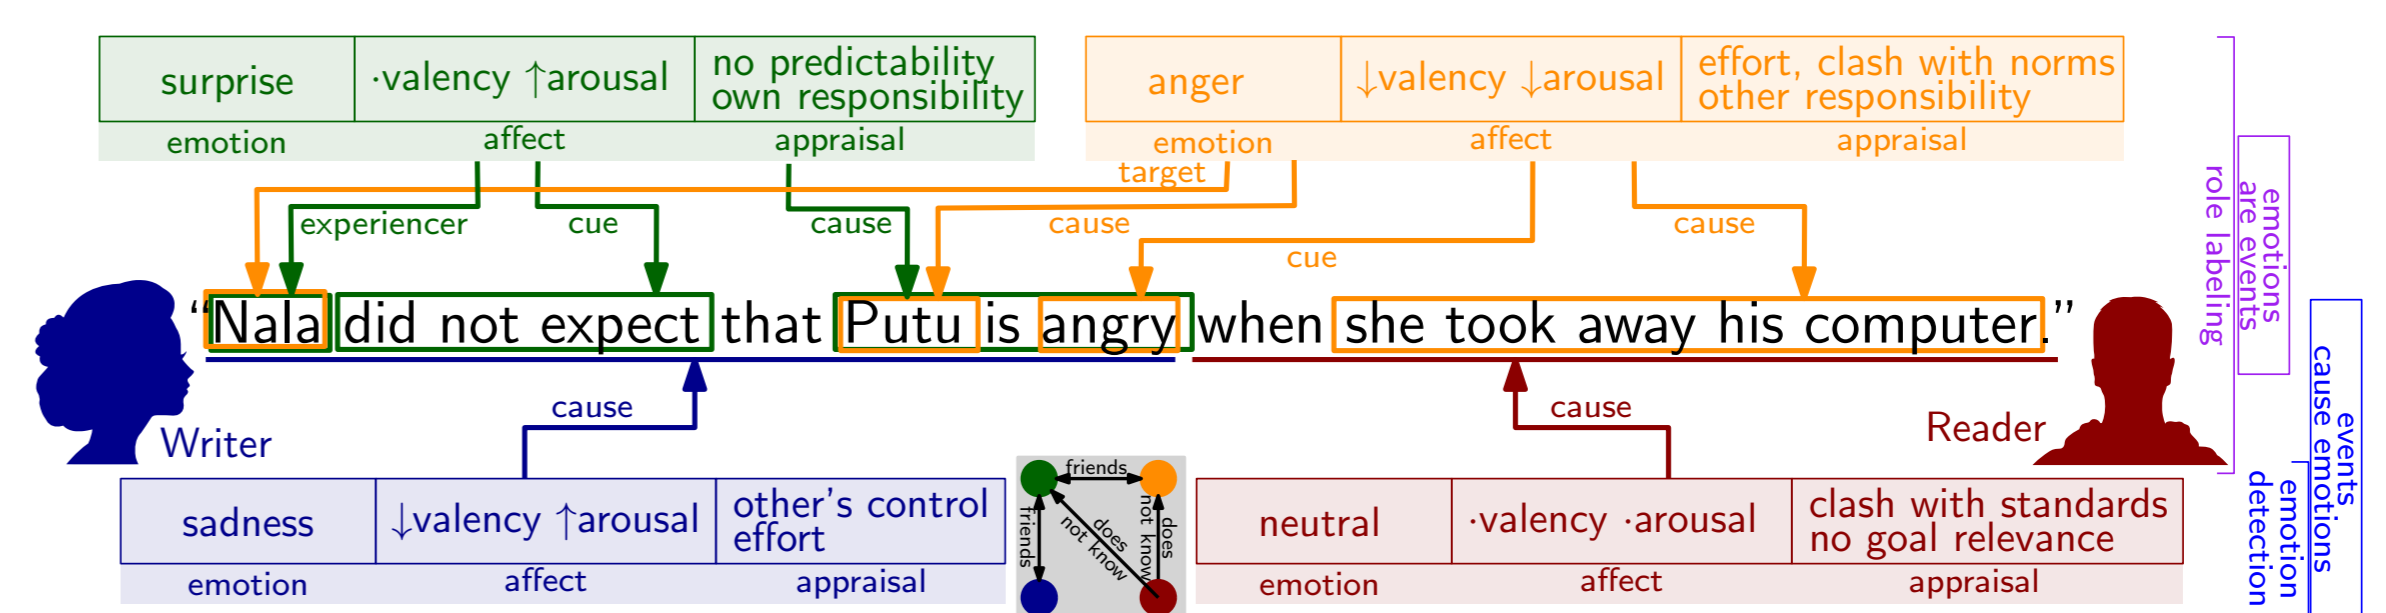 surprise
·valency ↑arousal
no predictability
own responsibility
emotion
affect
appraisal
anger
↓valency ↓arousal
effort, clash with norms
other responsibility
emotion
affect
appraisal
target
experiencer
cue
cause
cause
cue
cause
“Nala did not expect that Putu is angry when she took away his computer.”
cause
cause
Writer
Reader
sadness
↓valency ↑arousal
other's control
effort
emotion
affect
appraisal
friends
friends
does
not know
does
not know
neutral
·valency ·arousal
clash with standards
no goal relevance
emotion
affect
appraisal
role labeling
emotions
are events
events
cause emotions
emotion
detection